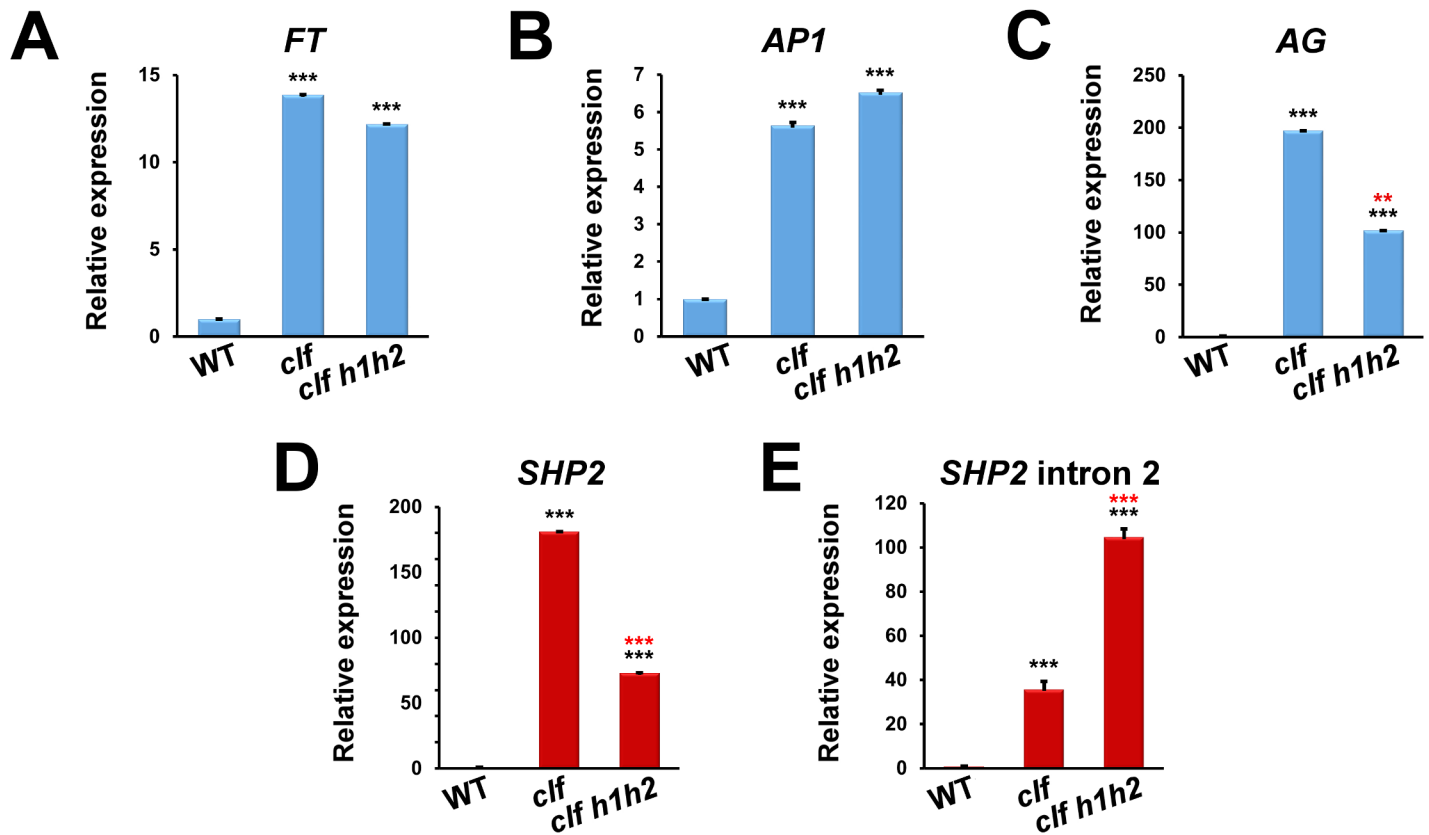 A
FT
Relative expression
15
10
5
0
***
***
WT
clf
clf h1h2
B
AP1
Relative expression
7
6
5
4
3
2
1
0
***
***
WT
clf
clf h1h2
C
AG
Relative expression
250
200
150
100
50
0
***
**
***
WT
clf
clf h1h2
D
SHP2
Relative expression
200
150
100
50
0
***
***
***
WT
clf
clf h1h2
E
SHP2 intron 2
Relative expression
120
100
80
60
40
20
0
***
***
***
WT
clf
clf h1h2